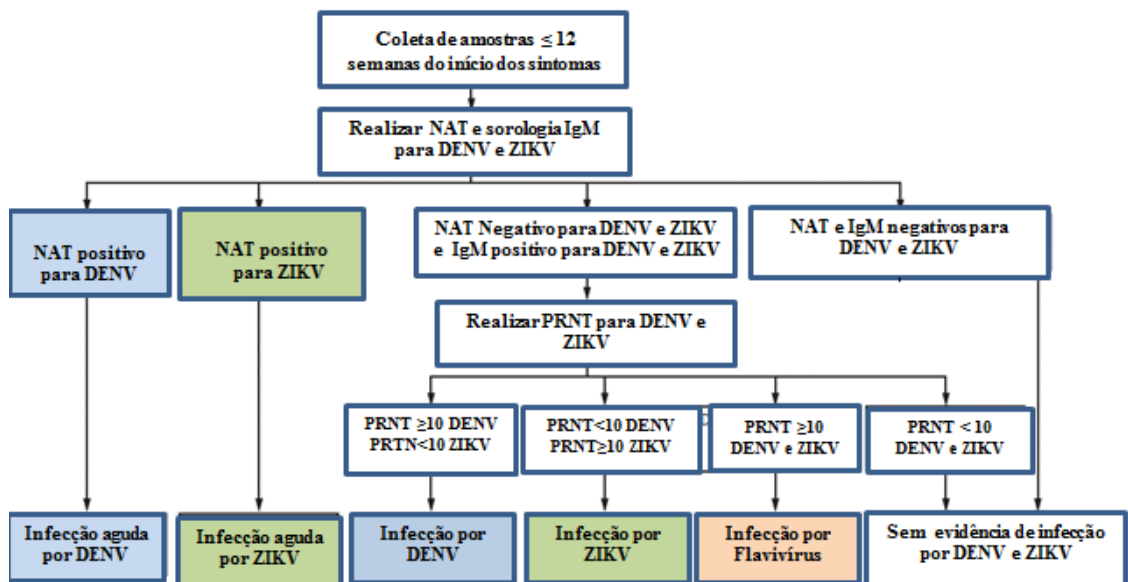 Coleta de amostras ≤ 12
semanas do início dos sintomas
Realizar NAT e sorologia IgM
para DENV e ZIKV
NAT positivo
para DENV
NAT positivo
para ZIKV
NAT Negativo para DENV e ZIKV
e IgM positivo para DENV e ZIKV
NAT e IgM negativos para
DENV e ZIKV
Realizar PRNT para DENV e
ZIKV
PRNT ≥10 DENV
PRTN<10 ZIKV
PRNT<10 DENV
PRNT≥10 ZIKV
PRNT ≥10
DENV e ZIKV
PRNT < 10
DENV e ZIKV
Infecção aguda
por DENV
Infecção aguda
por ZIKV
Infecção por
DENV
Infecção por
ZIKV
Infecção por
Flavivírus
Sem evidência de infecção
por DENV e ZIKV